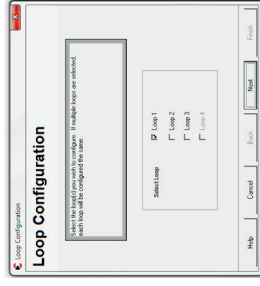 Loop Configuration
Loop Configuration
Select the loop(s) you wish to configure. If multiple loops are selected,
each loop will be configured the same.
Select Loop
Loop 1
Loop 2
Loop 3
Loop 4
Help
Cancel
Back
Next
Finish